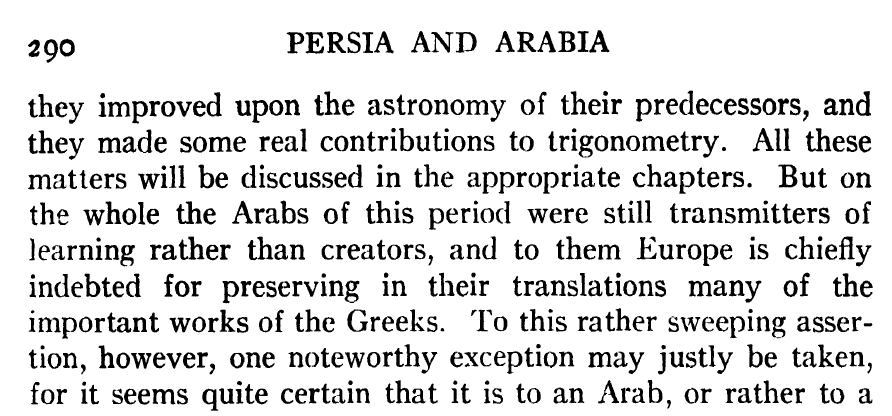 290 PERSIA AND ARABIA
they improved upon the astronomy of their predecessors, and
they made some real contributions to trigonometry. All these
matters will be discussed in the appropriate chapters. But on
the whole the Arabs of this period were still transmitters of
learning rather than creators, and to them Europe is chiefly
indebted for preserving in their translations many of the
important works of the Greeks. To this rather sweeping asser-
tion, however, one noteworthy exception may justly be taken,
for it seems quite certain that it is to an Arab, or rather to a